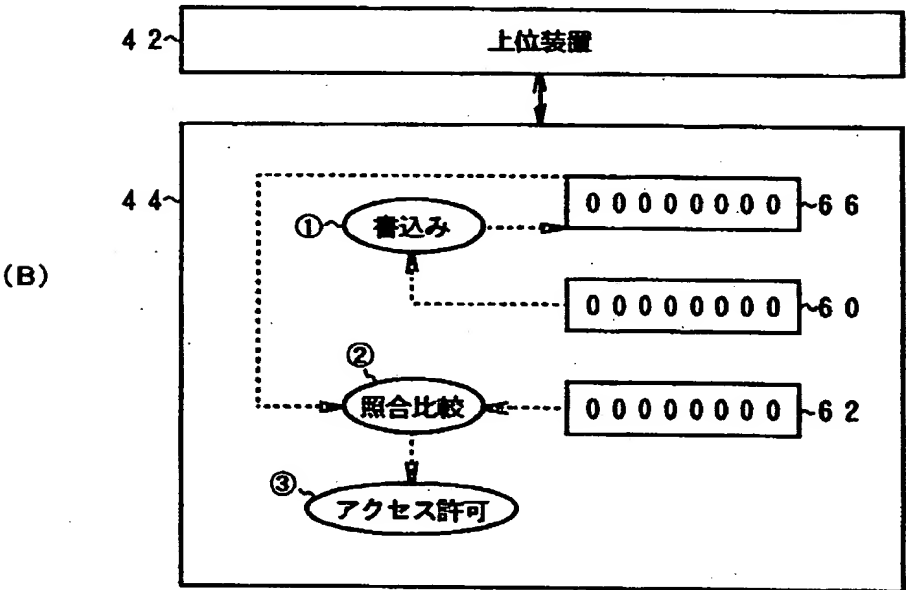 42 上位装置
44 00000000 66
① 書込み
(B)
00000000 60
②
照合比較 00000000 62
③
アクセス許可